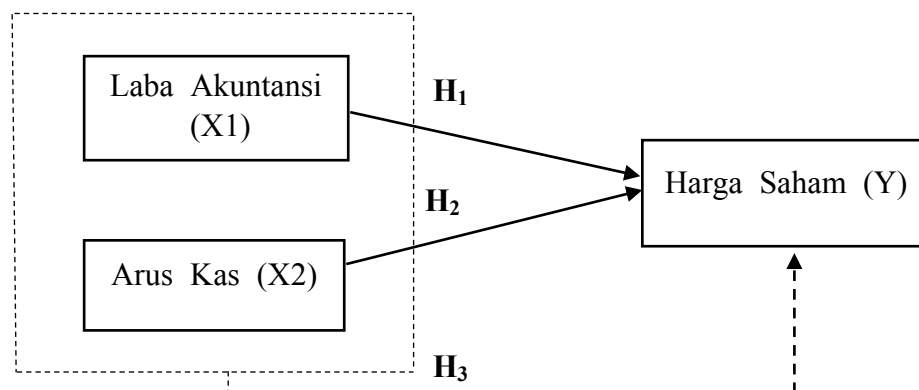 Laba Akuntansi
(X1)
H1
Harga Saham (Y)
H2
Arus Kas (X2)
H3